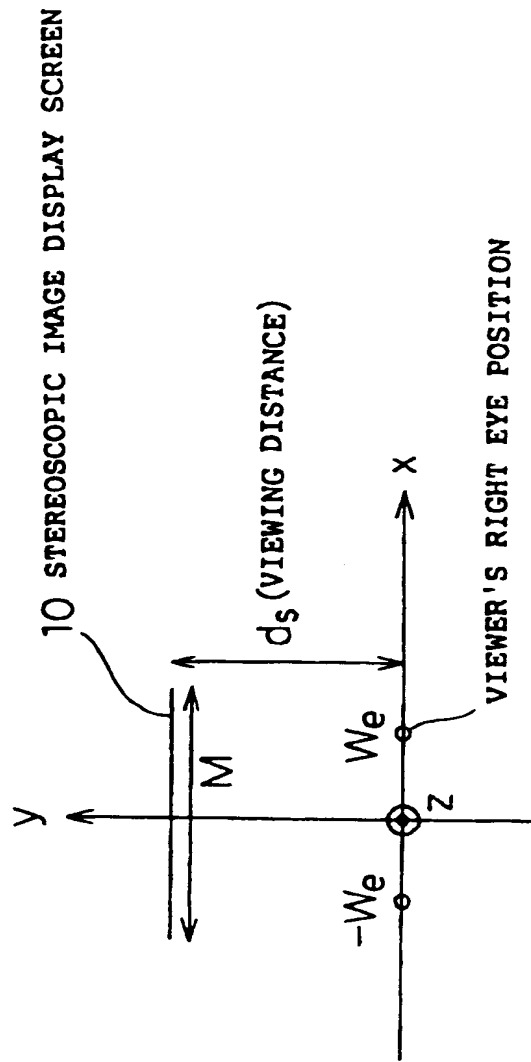 10 STEREOSCOPIC IMAGE DISPLAY SCREEN
y
M
dₛ (VIEWING DISTANCE)
-Wₑ
Wₑ
x
z
VIEWER'S RIGHT EYE POSITION